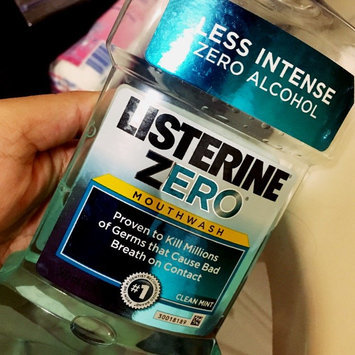 LESS INTENSE
ZERO ALCOHOL
LISTERINE
ZERO
MOUTHWASH
Proven to Kill Millions
of Germs that Cause Bad
Breath on Contact
#1
CLEAN MINT
30018189